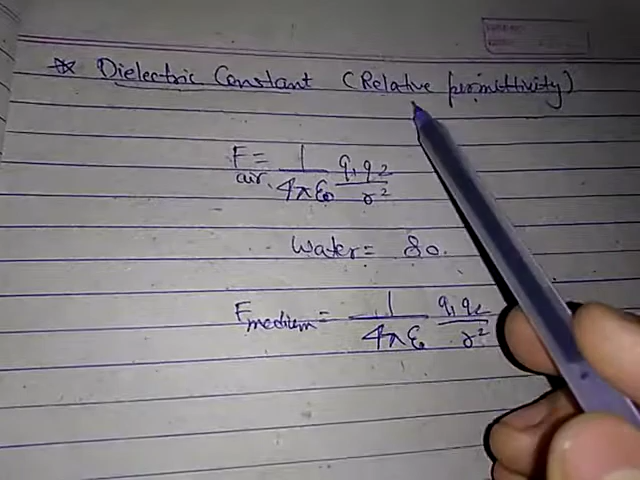 * Dielectric Constant (Relative permittivity)
F air = 1/4πε₀ q₁q₂/r²
Water = 80.
F medium = 1/4πε₀ q₁q₂/r²